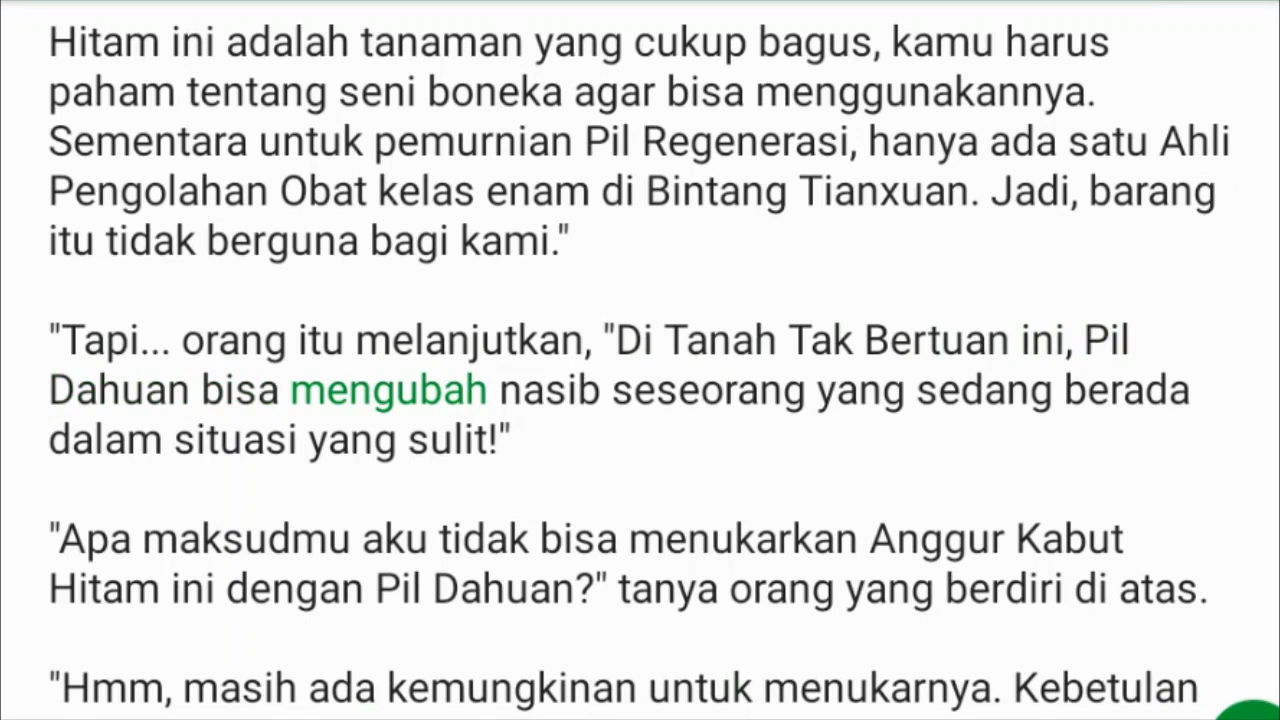 Hitam ini adalah tanaman yang cukup bagus, kamu harus
paham tentang seni boneka agar bisa menggunakannya.
Sementara untuk pemurnian Pil Regenerasi, hanya ada satu Ahli
Pengolahan Obat kelas enam di Bintang Tianxuan. Jadi, barang
itu tidak berguna bagi kami."
"Tapi... orang itu melanjutkan, "Di Tanah Tak Bertuan ini, Pil
Dahuan bisa mengubah nasib seseorang yang sedang berada
dalam situasi yang sulit!"
"Apa maksudmu aku tidak bisa menukarkan Anggur Kabut
Hitam ini dengan Pil Dahuan?" tanya orang yang berdiri di atas.
"Hmm, masih ada kemungkinan untuk menukarnya. Kebetulan